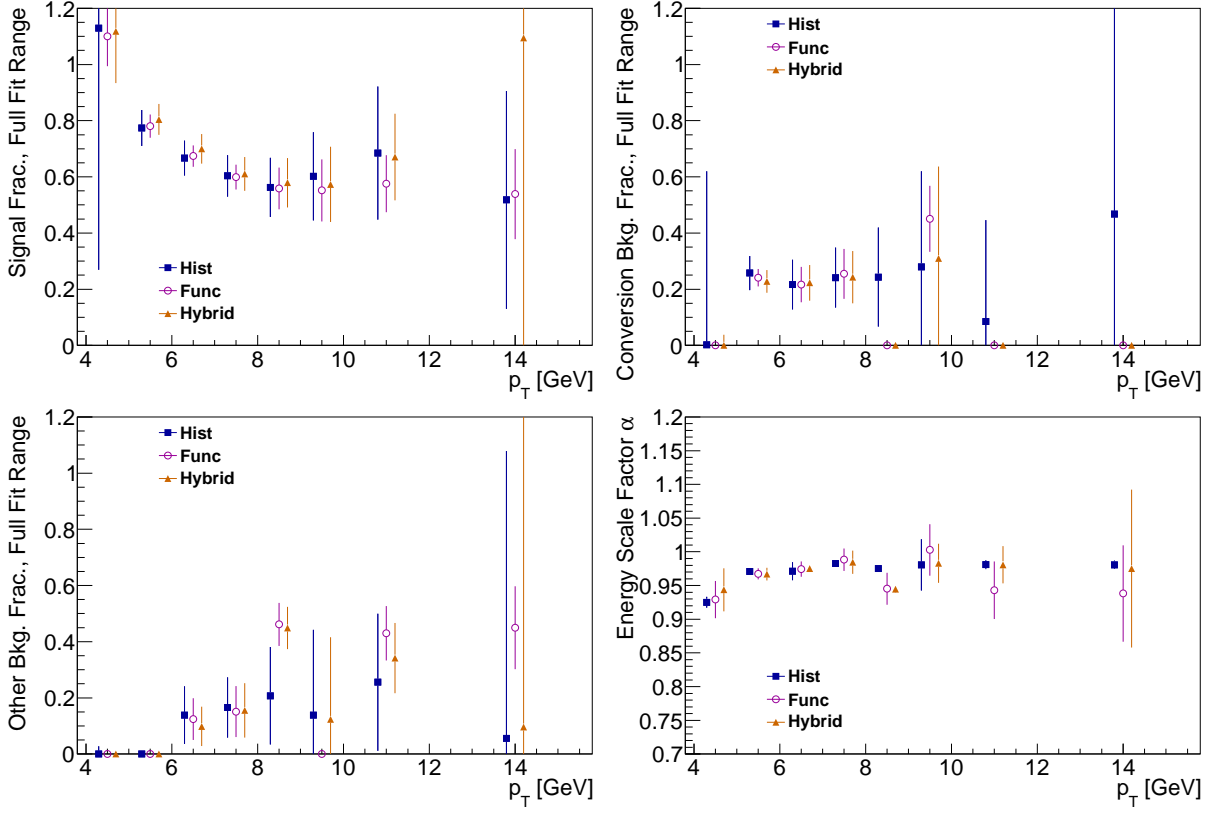 Signal Frac., Full Fit Range
1.2
1
0.8
0.6
0.4
0.2
0
Hist
Func
Hybrid
4 6 8 10 12 14
p_T [GeV]
Conversion Bkg. Frac., Full Fit Range
1.2
1
0.8
0.6
0.4
0.2
0
Hist
Func
Hybrid
4 6 8 10 12 14
p_T [GeV]
Other Bkg. Frac., Full Fit Range
1.2
1
0.8
0.6
0.4
0.2
0
Hist
Func
Hybrid
4 6 8 10 12 14
p_T [GeV]
Energy Scale Factor α
1.2
1.15
1.1
1.05
1
0.95
0.9
0.85
0.8
0.75
0.7
Hist
Func
Hybrid
4 6 8 10 12 14
p_T [GeV]